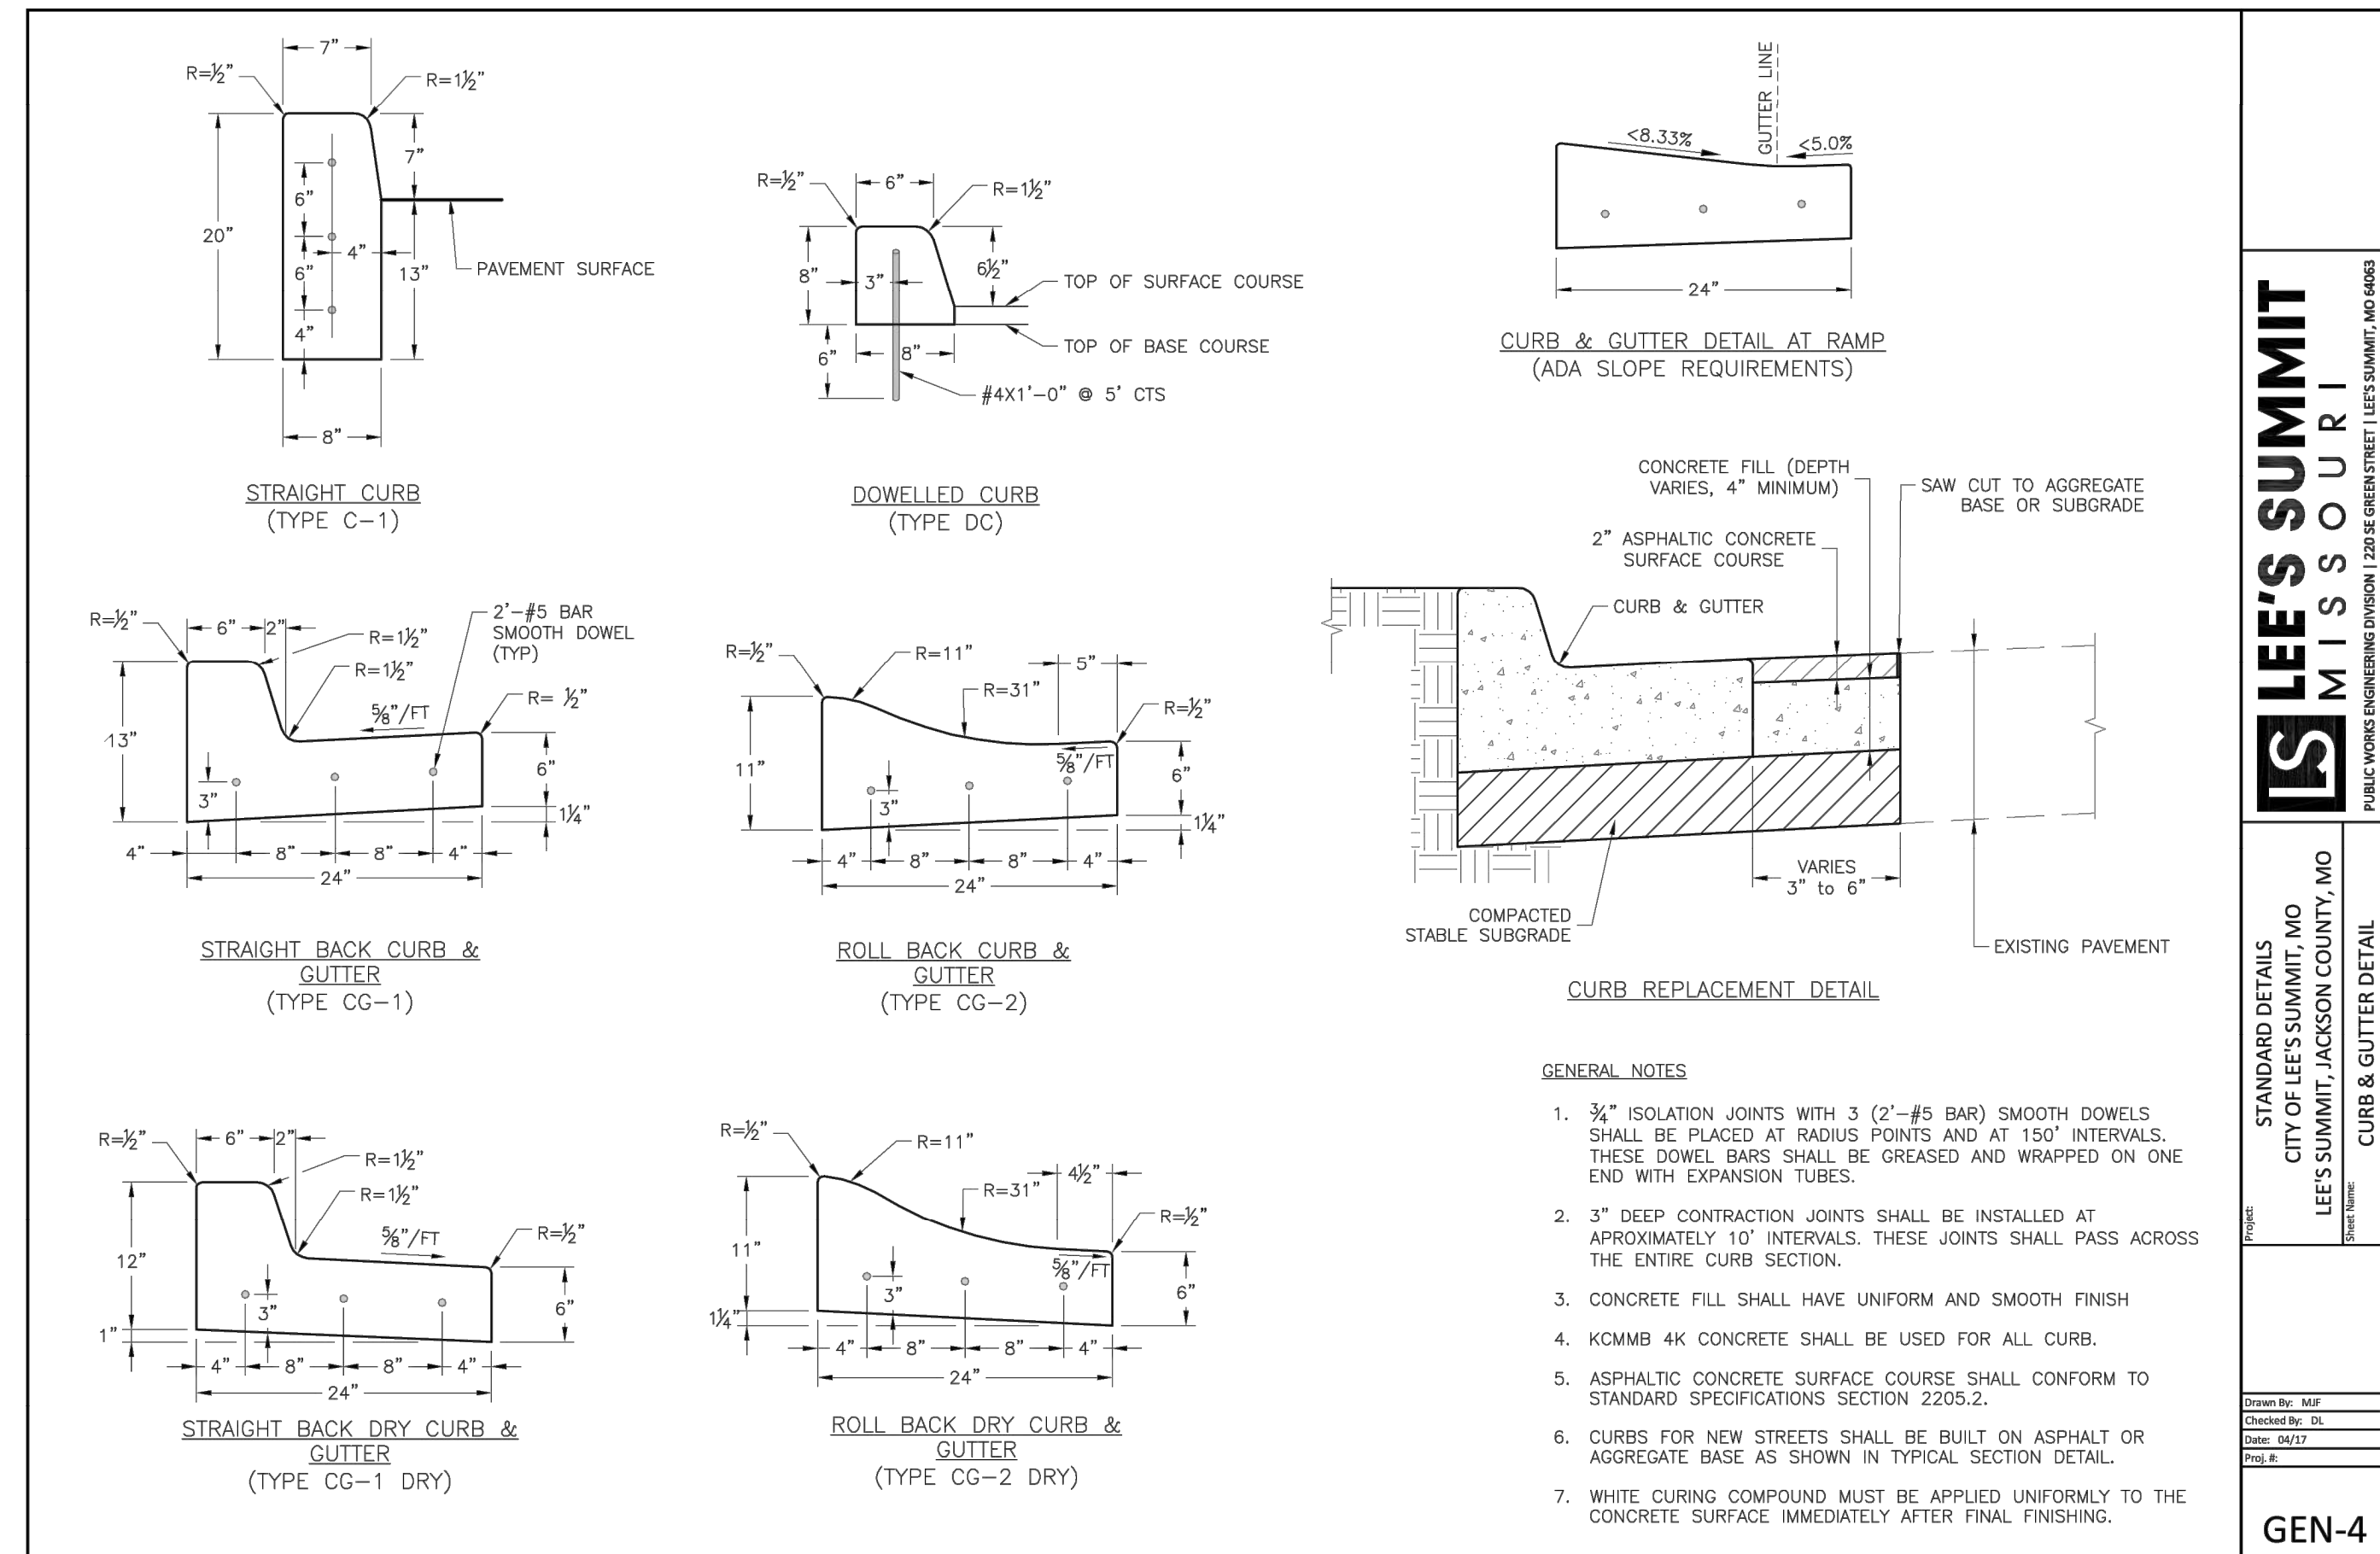 7"
R=½"
R=1½"
7"
6"
20"
4"
6"
13"
PAVEMENT SURFACE
4"
8"
STRAIGHT CURB
(TYPE C-1)
R=½"
6"
R=1½"
8"
3"
6½"
TOP OF SURFACE COURSE
TOP OF BASE COURSE
6"
8"
#4X1'-0" @ 5' CTS
DOWELLED CURB
(TYPE DC)
GUTTER LINE
<8.33%
<5.0%
24"
CURB & GUTTER DETAIL AT RAMP
(ADA SLOPE REQUIREMENTS)
R=½"
6"
2"
R=1½"
R=1½"
2'-#5 BAR
SMOOTH DOWEL
(TYP)
R= ½"
⅝"/FT
13"
3"
6"
1¼"
4"
8"
8"
4"
24"
STRAIGHT BACK CURB &
GUTTER
(TYPE CG-1)
R=½"
R=11"
R=31"
5"
R=½"
11"
⅝"/FT
6"
3"
1¼"
4"
8"
8"
4"
24"
ROLL BACK CURB &
GUTTER
(TYPE CG-2)
CONCRETE FILL (DEPTH
VARIES, 4" MINIMUM)
SAW CUT TO AGGREGATE
BASE OR SUBGRADE
2" ASPHALTIC CONCRETE
SURFACE COURSE
CURB & GUTTER
VARIES
3" to 6"
COMPACTED
STABLE SUBGRADE
EXISTING PAVEMENT
CURB REPLACEMENT DETAIL
R=½"
6"
2"
R=1½"
R=1½"
⅝"/FT
R=½"
12"
3"
6"
1"
4"
8"
8"
4"
24"
STRAIGHT BACK DRY CURB &
GUTTER
(TYPE CG-1 DRY)
R=½"
R=11"
R=31"
4½"
R=½"
11"
⅝"/FT
3"
6"
1¼"
4"
8"
8"
4"
24"
ROLL BACK DRY CURB &
GUTTER
(TYPE CG-2 DRY)
GENERAL NOTES
1. ¾" ISOLATION JOINTS WITH 3 (2'-#5 BAR) SMOOTH DOWELS
SHALL BE PLACED AT RADIUS POINTS AND AT 150' INTERVALS.
THESE DOWEL BARS SHALL BE GREASED AND WRAPPED ON ONE
END WITH EXPANSION TUBES.
2. 3" DEEP CONTRACTION JOINTS SHALL BE INSTALLED AT
APROXIMATELY 10' INTERVALS. THESE JOINTS SHALL PASS ACROSS
THE ENTIRE CURB SECTION.
3. CONCRETE FILL SHALL HAVE UNIFORM AND SMOOTH FINISH
4. KCMMB 4K CONCRETE SHALL BE USED FOR ALL CURB.
5. ASPHALTIC CONCRETE SURFACE COURSE SHALL CONFORM TO
STANDARD SPECIFICATIONS SECTION 2205.2.
6. CURBS FOR NEW STREETS SHALL BE BUILT ON ASPHALT OR
AGGREGATE BASE AS SHOWN IN TYPICAL SECTION DETAIL.
7. WHITE CURING COMPOUND MUST BE APPLIED UNIFORMLY TO THE
CONCRETE SURFACE IMMEDIATELY AFTER FINAL FINISHING.
LS LEE'S SUMMIT
MISSOURI
PUBLIC WORKS ENGINEERING DIVISION | 220 SE GREEN STREET | LEE'S SUMMIT, MO 64063
Project:
STANDARD DETAILS
CITY OF LEE'S SUMMIT, MO
LEE'S SUMMIT, JACKSON COUNTY, MO
Sheet Name:
CURB & GUTTER DETAIL
Drawn By: MJF
Checked By: DL
Date: 04/17
Proj. #:
GEN-4